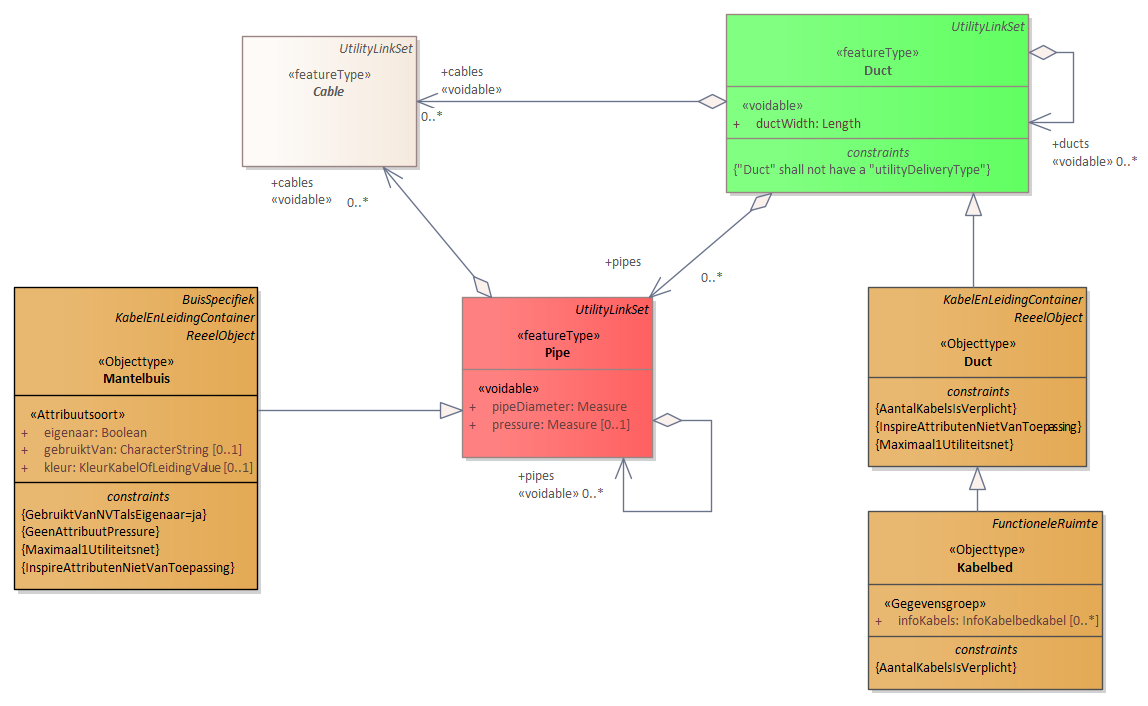 UtilityLinkSet
«featureType»
Cable
+cables
«voidable»
0..*
UtilityLinkSet
«featureType»
Duct
«voidable»
+ ductWidth: Length
constraints
{"Duct" shall not have a "utilityDeliveryType"}
+ducts
«voidable» 0..*
+cables
«voidable» 0..*
+pipes
0..*
BuisSpecifiek
KabelEnLeidingContainer
ReeelObject
«Objecttype»
Mantelbuis
«Attribuutsoort»
+ eigenaar: Boolean
+ gebruiktVan: CharacterString [0..1]
+ kleur: KleurKabelOfLeidingValue [0..1]
constraints
{GebruiktVanNVTalsEigenaar=ja}
{GeenAttribuutPressure}
{Maximaal1Utiliteitsnet}
{InspireAttributenNietVanToepassing}
UtilityLinkSet
«featureType»
Pipe
«voidable»
+ pipeDiameter: Measure
+ pressure: Measure [0..1]
+pipes
«voidable» 0..*
KabelEnLeidingContainer
ReeelObject
«Objecttype»
Duct
constraints
{AantalKabelsIsVerplicht}
{InspireAttributenNietVanToepassing}
{Maximaal1Utiliteitsnet}
FunctioneleRuimte
«Objecttype»
Kabelbed
«Gegevensgroep»
+ infoKabels: InfoKabelbedkabel [0..*]
constraints
{AantalKabelsIsVerplicht}